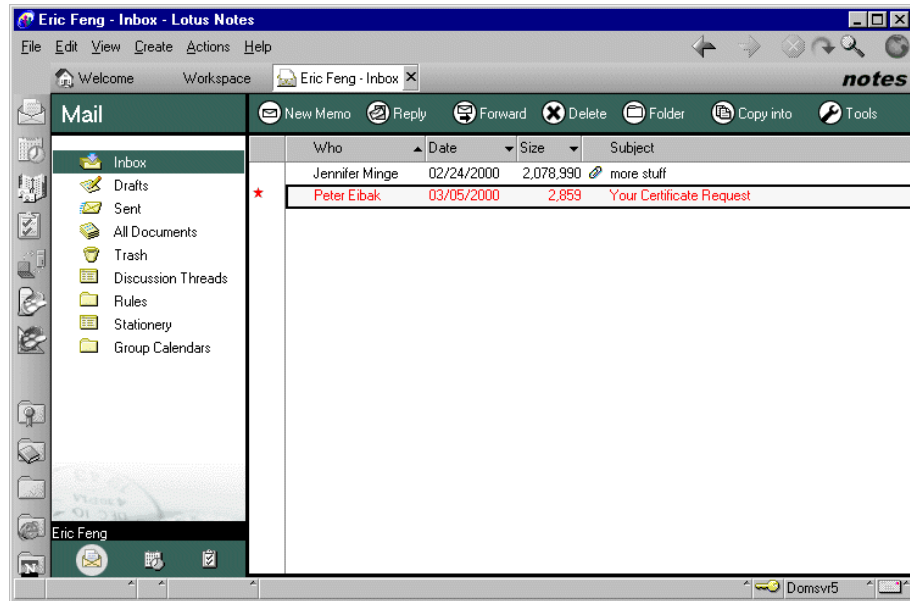 Eric Feng - Inbox - Lotus Notes
File Edit View Create Actions Help
Welcome Workspace Eric Feng - Inbox notes
Mail
New Memo Reply Forward Delete Folder Copy into Tools
Who Date Size Subject
Jennifer Minge 02/24/2000 2,078,990 more stuff
Peter Eibak 03/05/2000 2,859 Your Certificate Request
Inbox
Drafts
Sent
All Documents
Trash
Discussion Threads
Rules
Stationery
Group Calendars
Eric Feng
N
Domsvr5